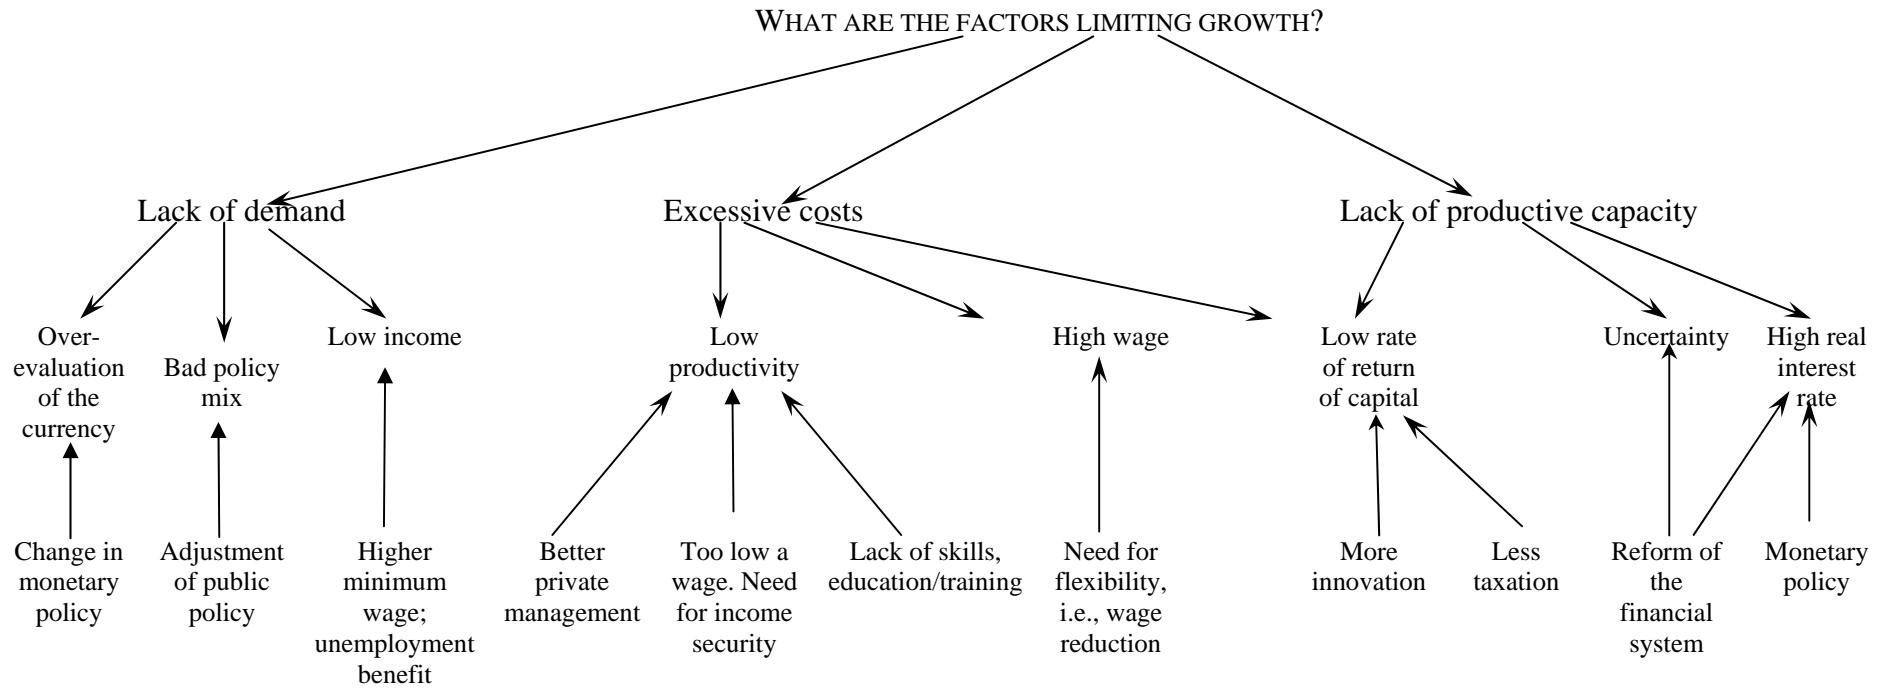 WHAT ARE THE FACTORS LIMITING GROWTH?
Lack of demand
Excessive costs
Lack of productive capacity
Over-
evaluation
of the
currency
Bad policy
mix
Low income
Low
productivity
High wage
Low rate
of return
of capital
Uncertainty
High real
interest
rate
Change in
monetary
policy
Adjustment
of public
policy
Higher
minimum
wage;
unemployment
benefit
Better
private
management
Too low a
wage. Need
for income
security
Lack of skills,
education/training
Need for
flexibility,
i.e., wage
reduction
More
innovation
Less
taxation
Reform of
the
financial
system
Monetary
policy